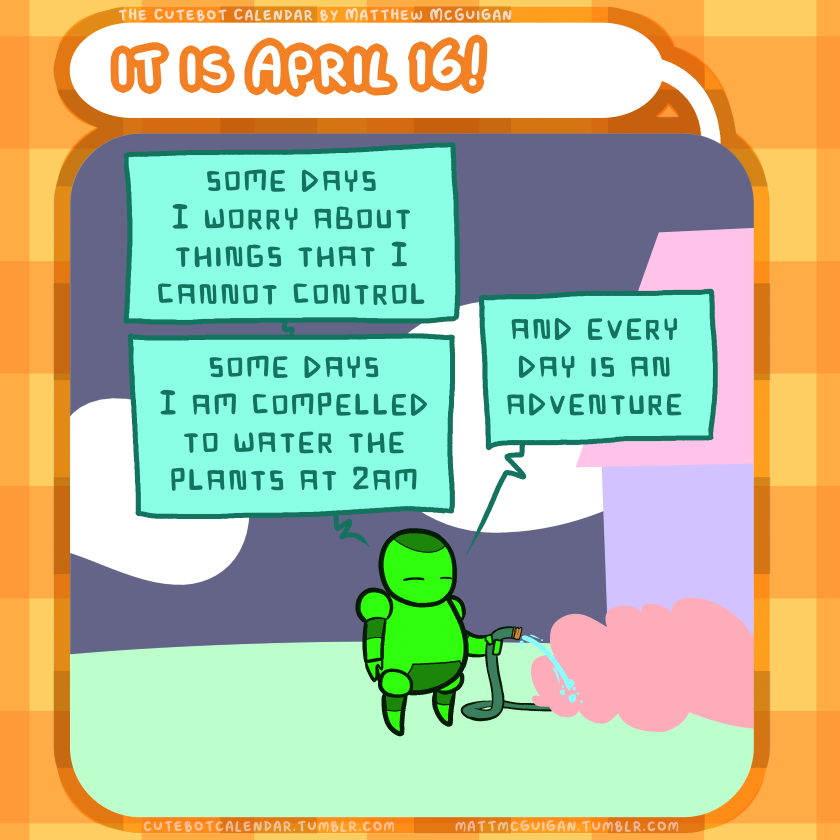 THE CUTEBOT CALENDAR BY MATTHEW MCGUIGAN
IT IS APRIL 16!
SOME DAYS
I WORRY ABOUT
THINGS THAT I
CANNOT CONTROL
SOME DAYS
I AM COMPELLED
TO WATER THE
PLANTS AT 2AM
AND EVERY
DAY IS AN
ADVENTURE
CUTEBOTCALENDAR.TUMBLR.COM
MATTMCGUIGAN.TUMBLR.COM